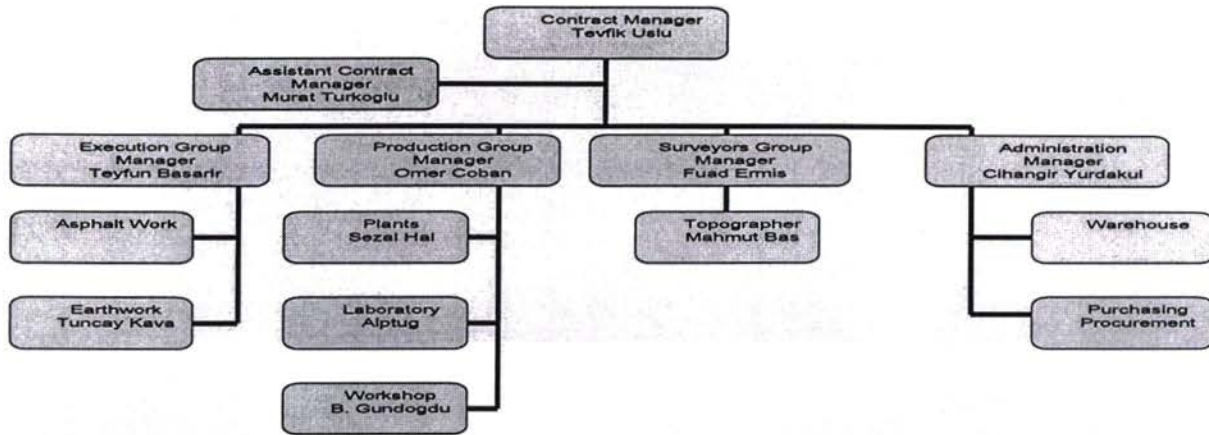 Contract Manager
Tevfik Uslu
Assistant Contract
Manager
Murat Turkoglu
Execution Group
Manager
Teyfun Basarir
Production Group
Manager
Omer Coban
Surveyors Group
Manager
Fuad Ermis
Administration
Manager
Cihangir Yurdakul
Asphalt Work
Plants
Sezai Hal
Topographer
Mahmut Bas
Warehouse
Earthwork
Tuncay Kava
Laboratory
Alptug
Purchasing
Procurement
Workshop
B. Gundogdu